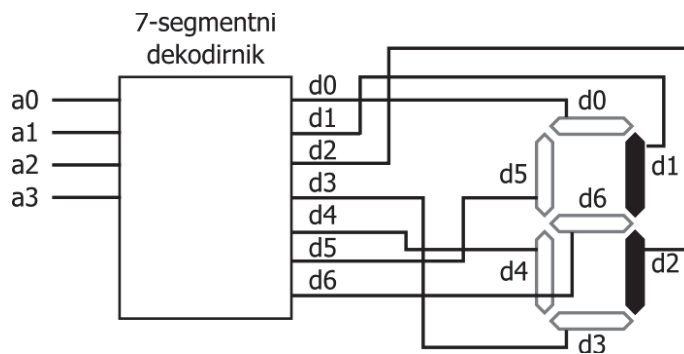 7-segmentni
dekodirnik
a0
a1
a2
a3
d0
d1
d2
d3
d4
d5
d6
d0
d5
d1
d6
d4
d2
d3